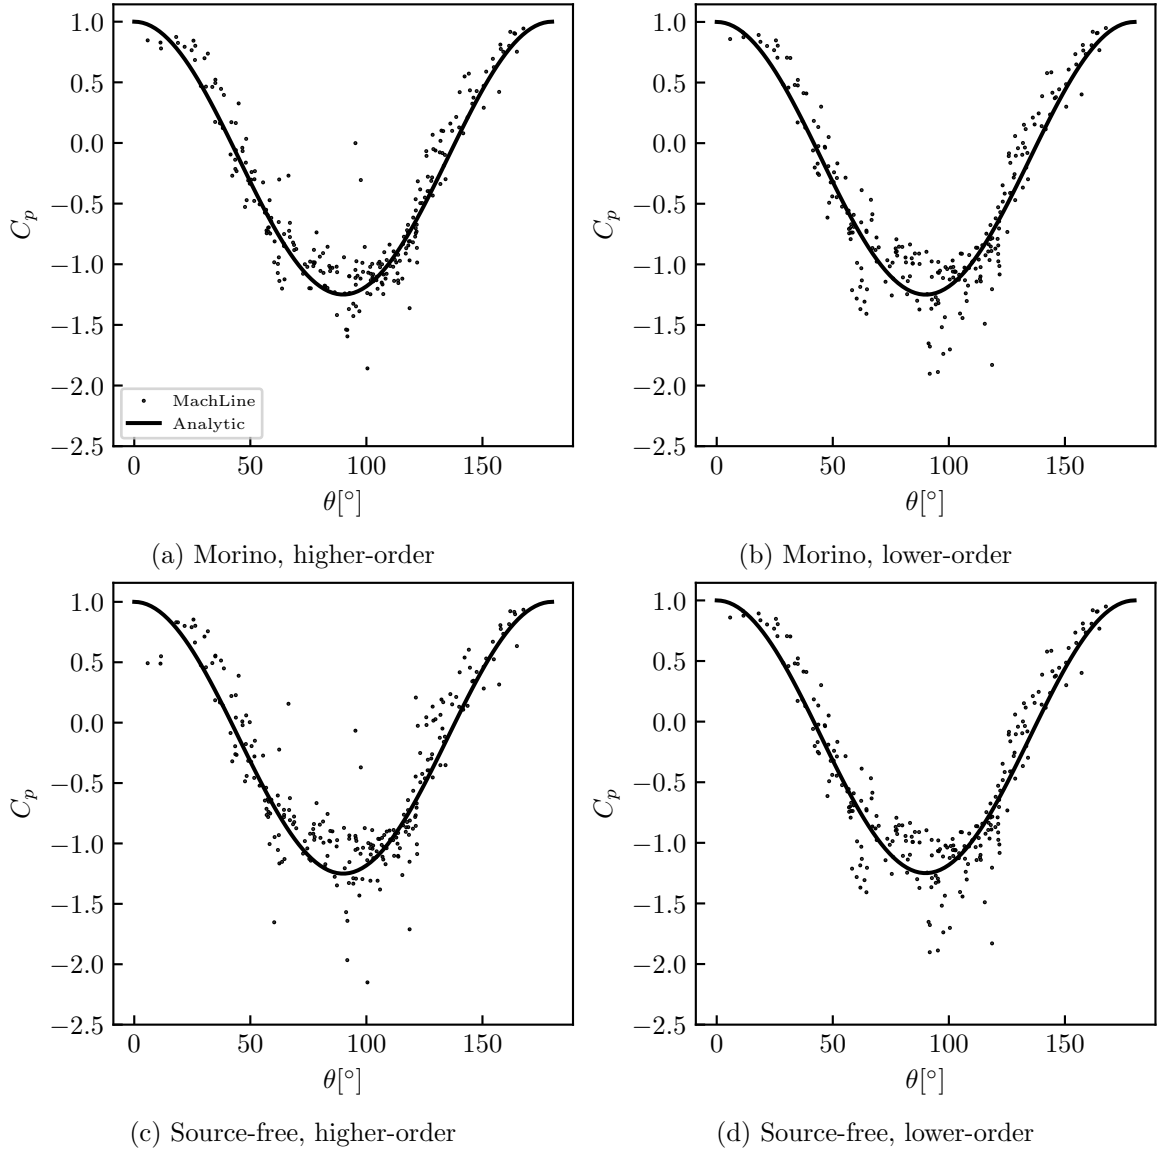 1.0
0.5
0.0
−0.5
−1.0
−1.5
−2.0
−2.5
C_p
MachLine
Analytic
0 50 100 150
θ[°]
(a) Morino, higher-order
1.0
0.5
0.0
−0.5
−1.0
−1.5
−2.0
−2.5
C_p
0 50 100 150
θ[°]
(b) Morino, lower-order
1.0
0.5
0.0
−0.5
−1.0
−1.5
−2.0
−2.5
C_p
0 50 100 150
θ[°]
(c) Source-free, higher-order
1.0
0.5
0.0
−0.5
−1.0
−1.5
−2.0
−2.5
C_p
0 50 100 150
θ[°]
(d) Source-free, lower-order